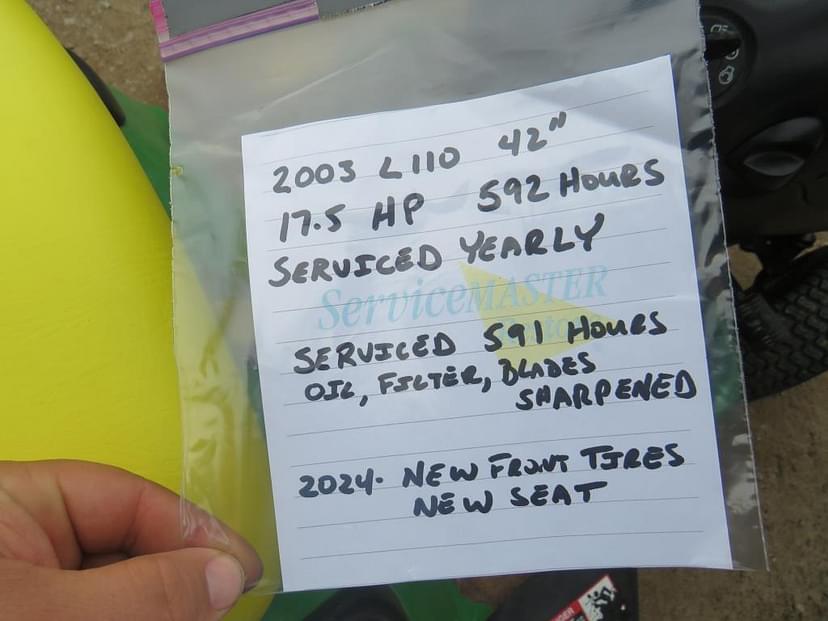 2003 L110 42"
17.5 HP 592 HOURS
SERVICED YEARLY
ServiceMASTER
SERVICED 591 HOURS
OIL, FILTER, BLADES
SHARPENED
2024- NEW FRONT TIRES
NEW SEAT